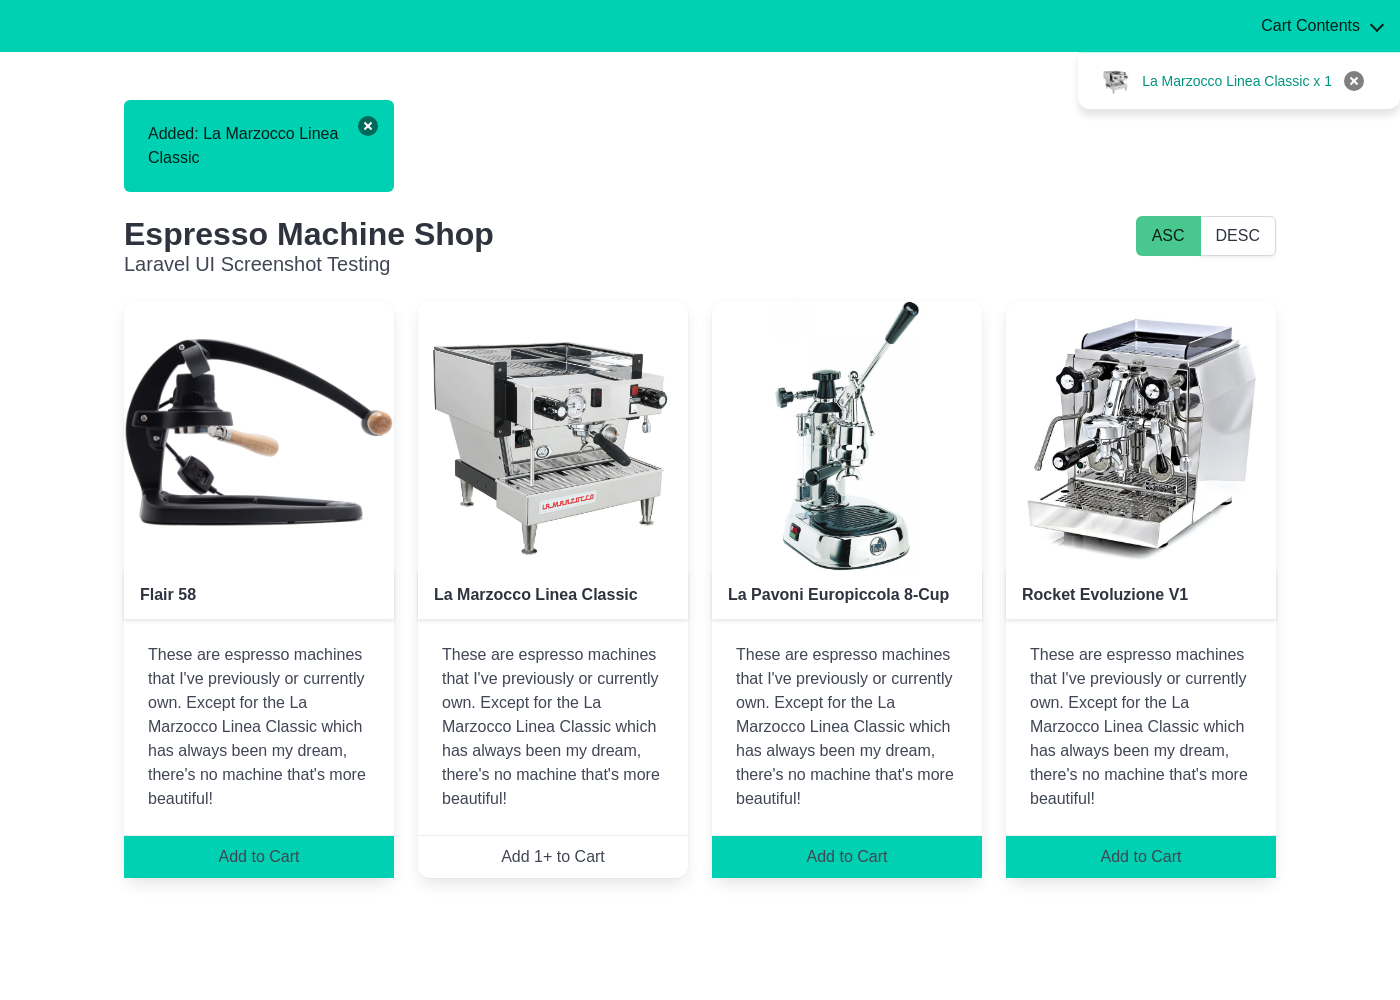 Cart Contents
La Marzocco Linea Classic x 1
Added: La Marzocco Linea
Classic
Espresso Machine Shop
Laravel UI Screenshot Testing
ASC
DESC
LA MARZOCCO
Flair 58
These are espresso machines
that I've previously or currently
own. Except for the La
Marzocco Linea Classic which
has always been my dream,
there's no machine that's more
beautiful!
Add to Cart
La Marzocco Linea Classic
These are espresso machines
that I've previously or currently
own. Except for the La
Marzocco Linea Classic which
has always been my dream,
there's no machine that's more
beautiful!
Add 1+ to Cart
La Pavoni Europiccola 8-Cup
These are espresso machines
that I've previously or currently
own. Except for the La
Marzocco Linea Classic which
has always been my dream,
there's no machine that's more
beautiful!
Add to Cart
Rocket Evoluzione V1
These are espresso machines
that I've previously or currently
own. Except for the La
Marzocco Linea Classic which
has always been my dream,
there's no machine that's more
beautiful!
Add to Cart